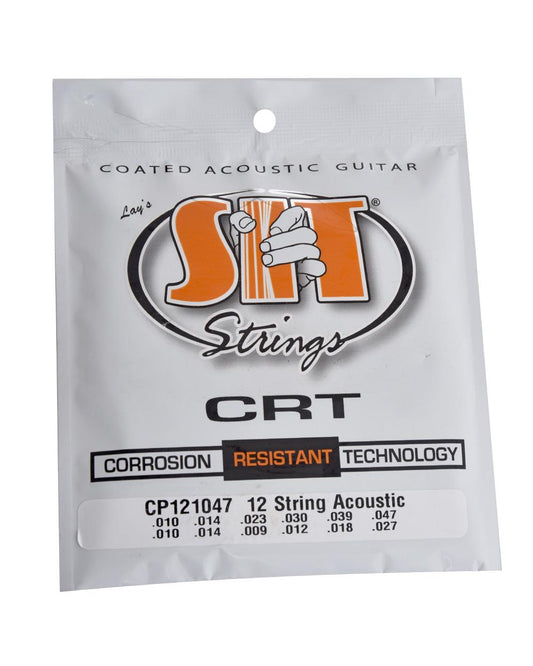 COATED ACOUSTIC GUITAR
Lay's
SIT®
Strings
CRT
CORROSION RESISTANT TECHNOLOGY
CP121047 12 String Acoustic
.010 .014 .023 .030 .039 .047
.010 .014 .009 .012 .018 .027